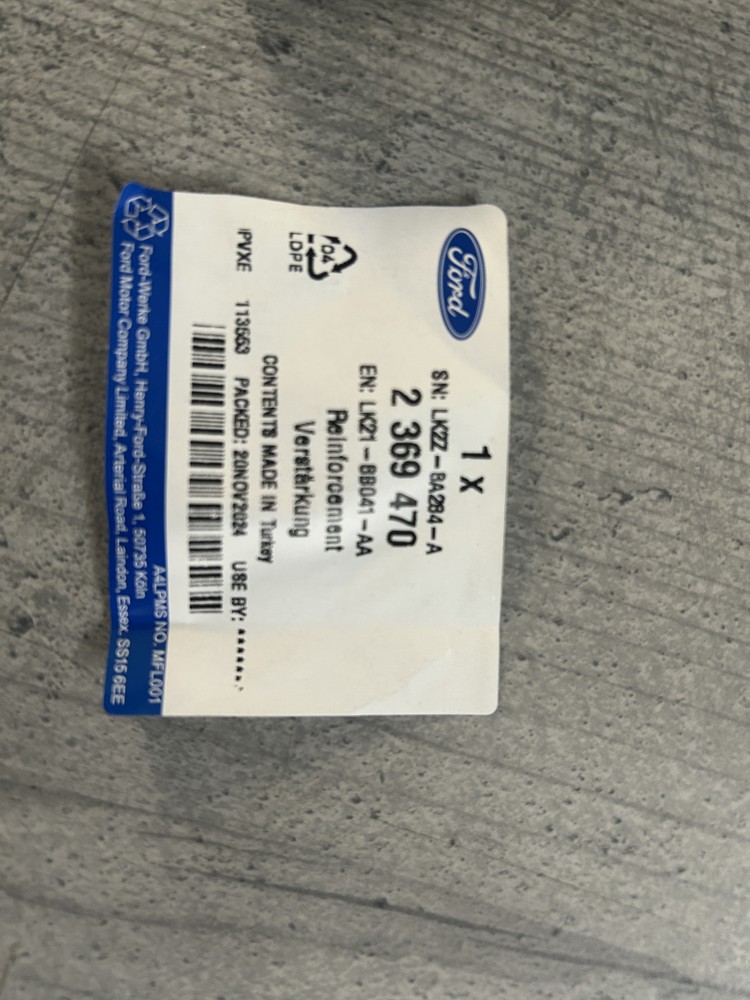 Ford
1 x
SN: LK2Z-8A284-A
2 369 470
EN: LK21-8B041-AA
Reinforcement
Verstärkung
04
LDPE
CONTENTS MADE IN Turkey
IPVXE 113553 PACKED: 20NOV2024 USE BY: *******
A4LPMS NO. MFL001
Ford-Werke GmbH, Henry-Ford-Straße 1, 50735 Köln
Ford Motor Company Limited, Arterial Road, Laindon, Essex. SS15 6EE